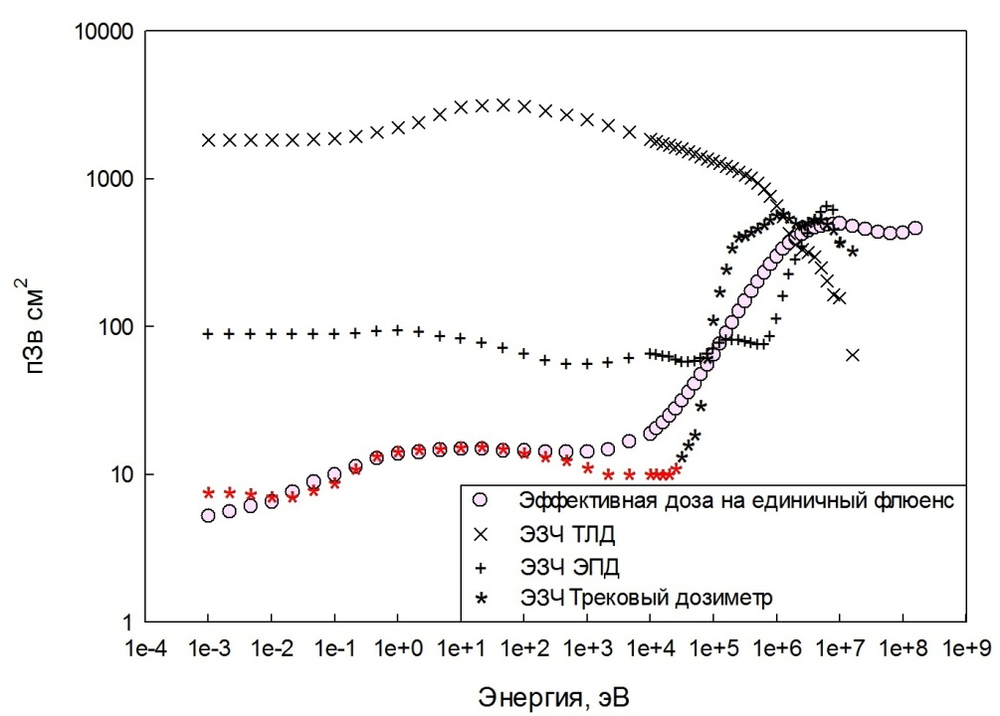 10000
1000
100
10
1
пЗв см²
1e-4 1e-3 1e-2 1e-1 1e+0 1e+1 1e+2 1e+3 1e+4 1e+5 1e+6 1e+7 1e+8 1e+9
Энергия, эВ
Эффективная доза на единичный флюенс
ЭЗЧ ТЛД
ЭЗЧ ЭПД
ЭЗЧ Трековый дозиметр